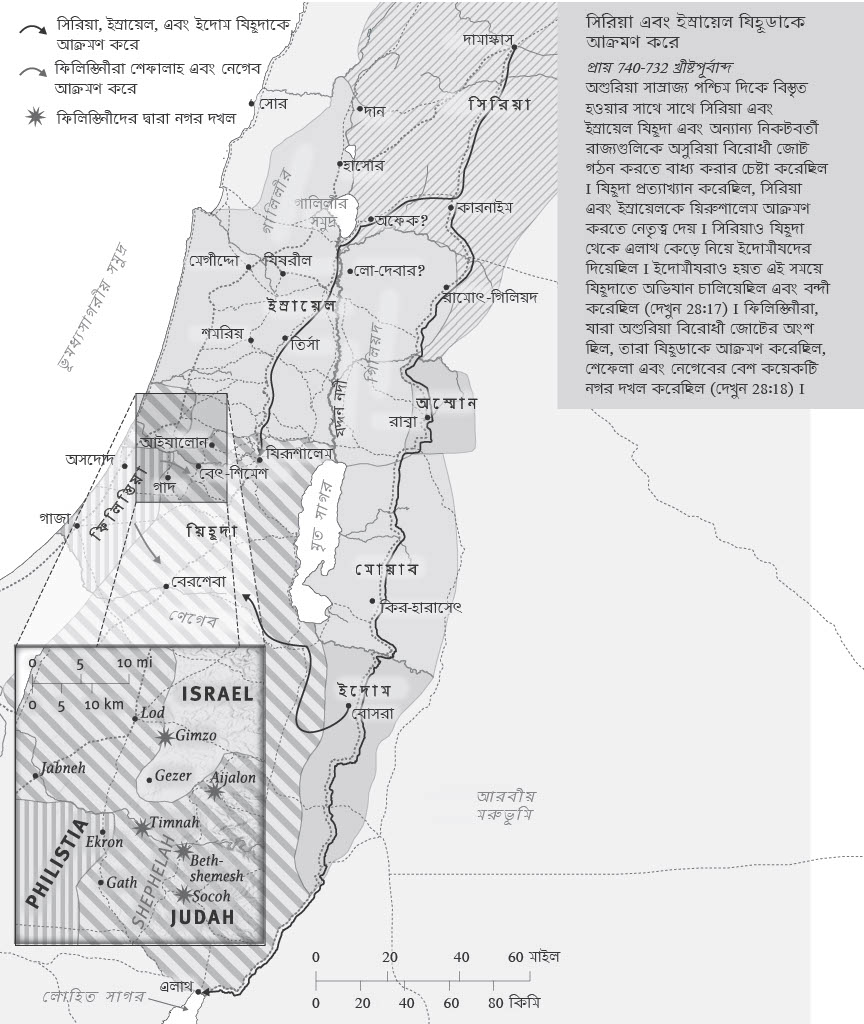 সিরিয়া, ইস্রায়েল, এবং ইদোম যিহূদাকে
আক্রমণ করে
ফিলিস্তিনীরা শেফালাহ এবং নেগেব
আক্রমণ করে
ফিলিস্তিনীদের দ্বারা নগর দখল
সিরিয়া এবং ইস্রায়েল যিহূডাকে
আক্রমণ করে
প্রায় 740-732 খ্রীষ্টপূর্বাব্দ
অশুরিয়া সাম্রাজ্য পশ্চিম দিকে বিস্তৃত
হওয়ার সাথে সাথে সিরিয়া এবং
ইস্রায়েল যিহূদা এবং অন্যান্য নিকটবর্তী
রাজ্যগুলিকে অসুরিয়া বিরোধী জোট
গঠন করতে বাধ্য করার চেষ্টা করেছিল
I যিহূদা প্রত্যাখ্যান করেছিল, সিরিয়া
এবং ইস্রায়েলকে যিরুশালেম আক্রমণ
করতে নেতৃত্ব দেয় I সিরিয়াও যিহূদা
থেকে এলাথ কেড়ে নিয়ে ইদোমীযদের
দিয়েছিল I ইদোমীযরাও হয়ত এই সময়ে
যিহূদাতে অভিযান চালিয়েছিল এবং বন্দী
করেছিল (দেখুন 28:17) I ফিলিস্তিনীরা,
যারা অশুরিয়া বিরোধী জোটের অংশ
ছিল, তারা যিহূডাকে আক্রমণ করেছিল,
শেফেলা এবং নেগেবের বেশ কয়েকটি
নগর দখল করেছিল (দেখুন 28:18) I
দামাস্কাস
সোর
দান
সিরিয়া
হাসোর
গালিলীর
গালিলীর
সমুদ্র
কারনাইম
অফেক?
ভূমধ্যসাগরীয় সমুদ্র
মেগীদ্দো
যিষরীল
লো-দেবার?
রামোৎ-গিলিয়দ
ইস্রায়েল
শমরিয়
তির্সা
গিলিয়দ
যর্দ্দন নদী
অম্মোন
রাব্বা
আইযালোন
যিরূশালেম
অসদোদ
বেৎ-শিমেশ
গাদ
ফিলিস্তিয়া
গাজা
যিহূদা
মৃত সাগর
মোয়াব
বেরশেবা
কির-হারাসেৎ
নেগেব
ইদোম
বোসরা
আরবীয়
মরুভূমি
0 5 10 mi
0 5 10 km
ISRAEL
Lod
Gimzo
Jabneh
Gezer
Aijalon
Timnah
Ekron
PHILISTIA
Beth-
shemesh
Gath
SHEPHELAH
Socoh
JUDAH
এলাথ
লোহিত সাগর
0 20 40 60 মাইল
0 20 40 60 80 কিমি